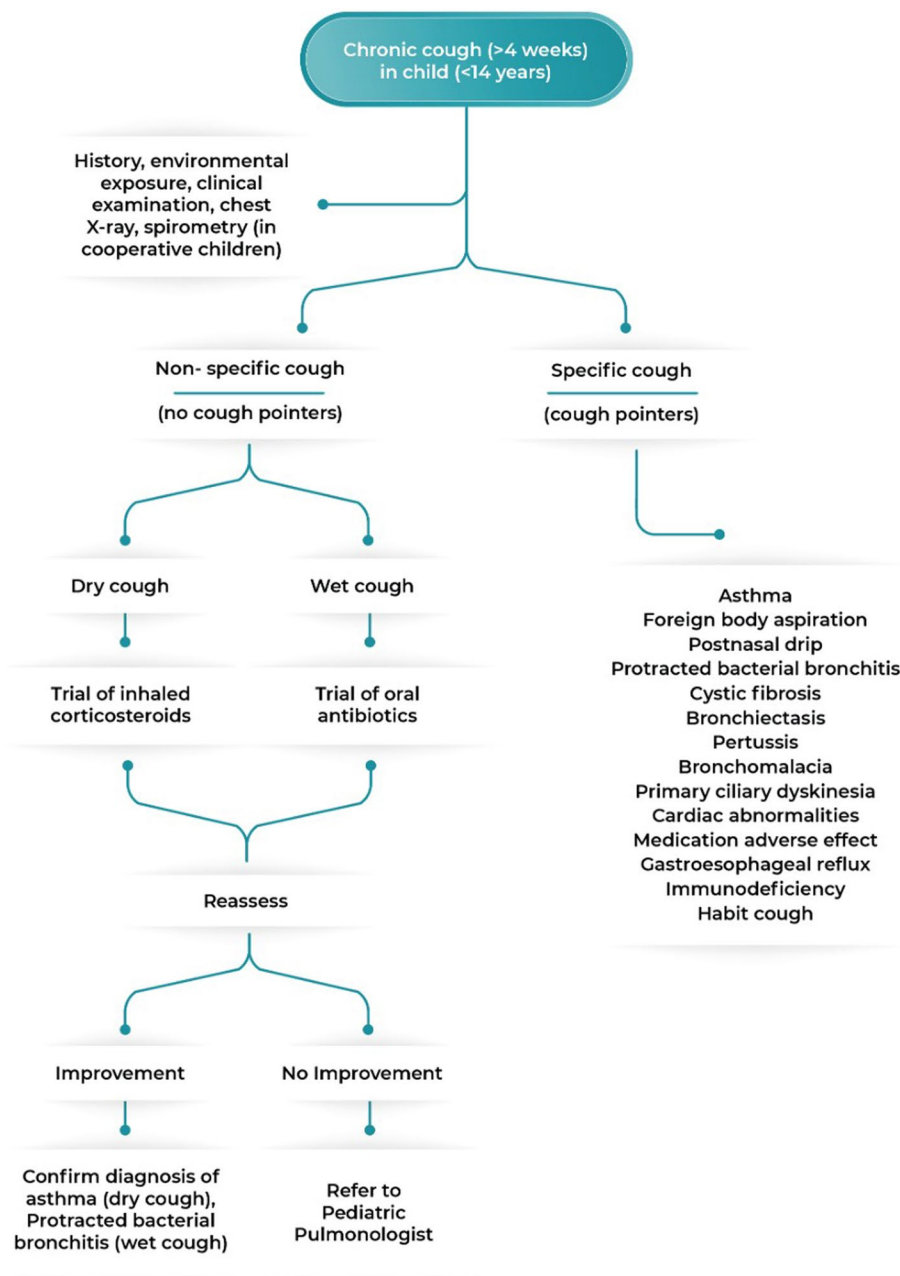 Chronic cough (>4 weeks)
in child (<14 years)
History, environmental
exposure, clinical
examination, chest
X-ray, spirometry (in
cooperative children)
Non- specific cough
(no cough pointers)
Specific cough
(cough pointers)
Dry cough
Wet cough
Trial of inhaled
corticosteroids
Trial of oral
antibiotics
Reassess
Improvement
No Improvement
Confirm diagnosis of
asthma (dry cough),
Protracted bacterial
bronchitis (wet cough)
Refer to
Pediatric
Pulmonologist
Asthma
Foreign body aspiration
Postnasal drip
Protracted bacterial bronchitis
Cystic fibrosis
Bronchiectasis
Pertussis
Bronchomalacia
Primary ciliary dyskinesia
Cardiac abnormalities
Medication adverse effect
Gastroesophageal reflux
Immunodeficiency
Habit cough